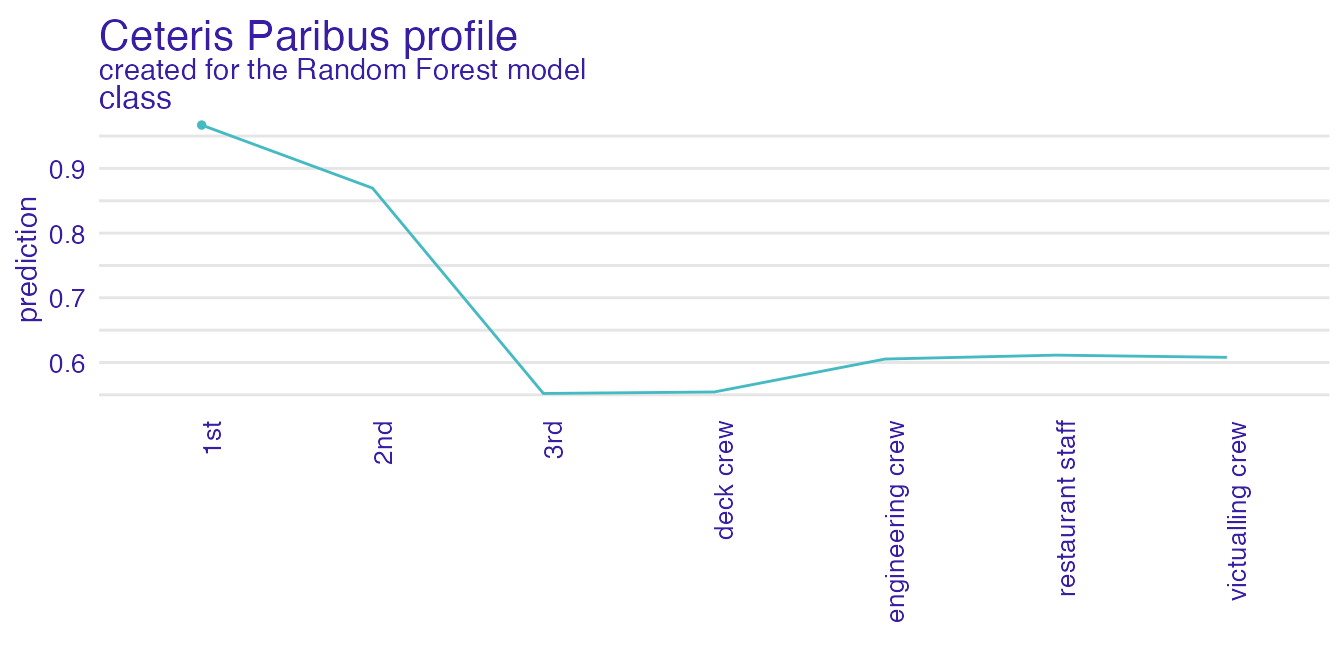 Ceteris Paribus profile
created for the Random Forest model
class
prediction
0.9
0.8
0.7
0.6
1st
2nd
3rd
deck crew
engineering crew
restaurant staff
victualling crew